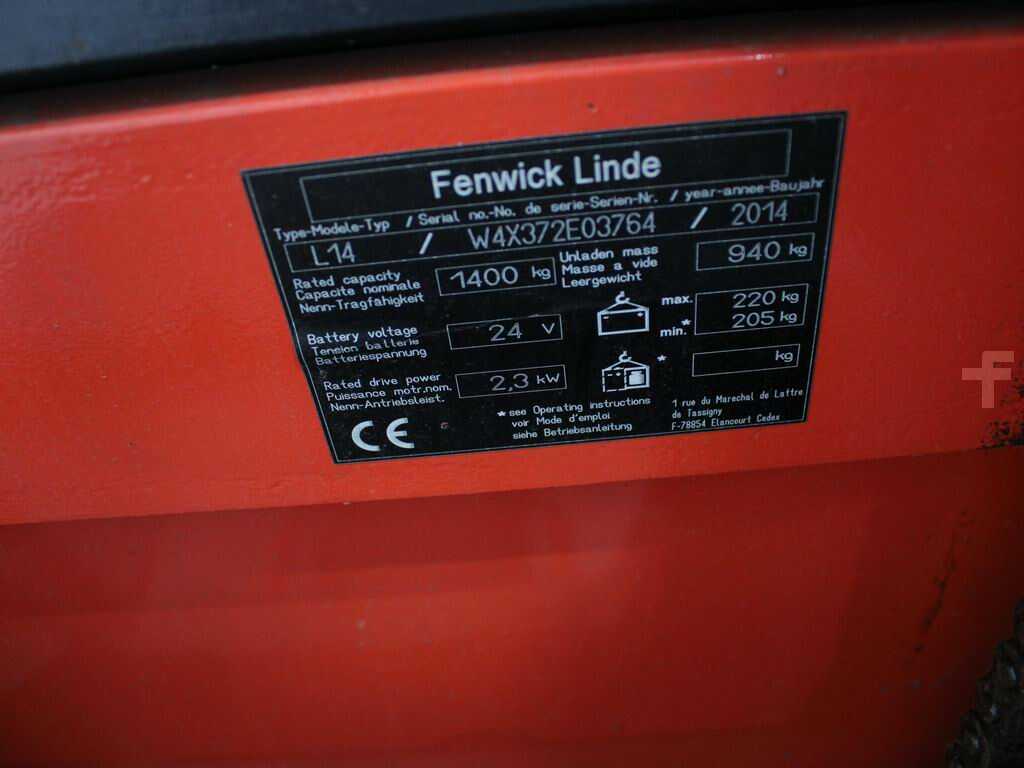 Fenwick Linde
Type-Modele-Typ / Serial no.-No. de serie-Serien-Nr. / year-annee-Baujahr
L14 / W4X372E03764 / 2014
Rated capacity
Capacite nominale
Nenn-Tragfähigkeit
1400 kg
Unladen mass
Masse a vide
Leergewicht
940 kg
Battery voltage
Tension batterie
Batteriespannung
24 V
max. 220 kg
min.* 205 kg
Rated drive power
Puissance motr.nom.
Nenn-Antriebsleist.
2,3 kW
* kg
CE
*see Operating instructions
voir Mode d'emploi
siehe Betriebsanleitung
1 rue du Marechal de Lattre
de Tassigny
F-78854 Elancourt Cedex
f